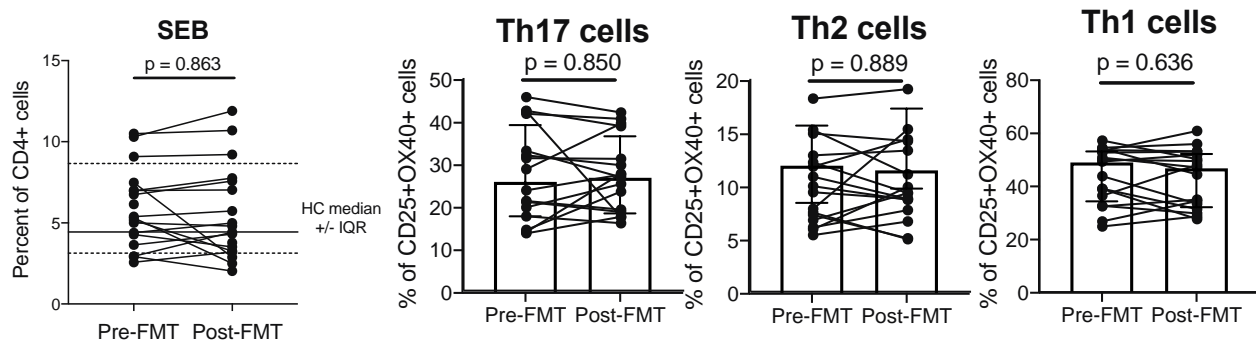 SEB
p = 0.863
Percent of CD4+ cells
15
10
5
0
Pre-FMT Post-FMT
HC median
+/- IQR
Th17 cells
p = 0.850
% of CD25+OX40+ cells
50
40
30
20
10
0
Pre-FMT Post-FMT
Th2 cells
p = 0.889
% of CD25+OX40+ cells
20
15
10
5
0
Pre-FMT Post-FMT
Th1 cells
p = 0.636
% of CD25+OX40+ cells
80
60
40
20
0
Pre-FMT Post-FMT